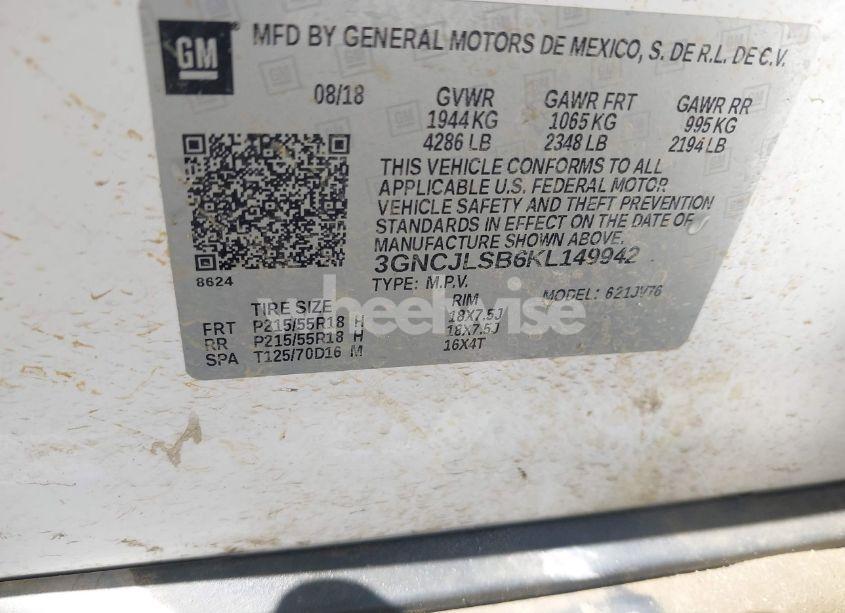 GM MFD BY GENERAL MOTORS DE MEXICO, S. DE R.L. DE C.V.
08/18 GVWR GAWR FRT GAWR RR
1944 KG 1065 KG 995 KG
4286 LB 2348 LB 2194 LB
THIS VEHICLE CONFORMS TO ALL
APPLICABLE U.S. FEDERAL MOTOR
VEHICLE SAFETY AND THEFT PREVENTION
STANDARDS IN EFFECT ON THE DATE OF
MANUFACTURE SHOWN ABOVE.
3GNCJLSB6KL149942
8624
TYPE: M.P.V. MODEL: 621JV76
TIRE SIZE RIM
FRT P215/55R18 H 18X7.5J
RR P215/55R18 H 18X7.5J
SPA T125/70D16 M 16X4T
wheelwise